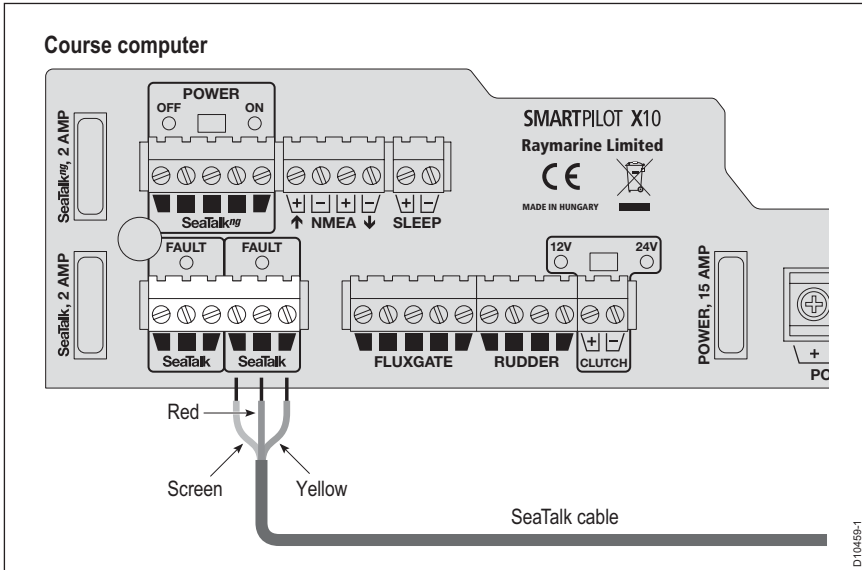 Course computer
POWER
OFF ON
SeaTalkng, 2 AMP
SeaTalkng
+ − + −
NMEA
+ −
SLEEP
SMARTPILOT X10
Raymarine Limited
CE
MADE IN HUNGARY
FAULT FAULT
SeaTalk, 2 AMP
SeaTalk SeaTalk
FLUXGATE
RUDDER
12V 24V
+ −
CLUTCH
POWER, 15 AMP
+
PO
Red
Screen
Yellow
SeaTalk cable
D10459-1